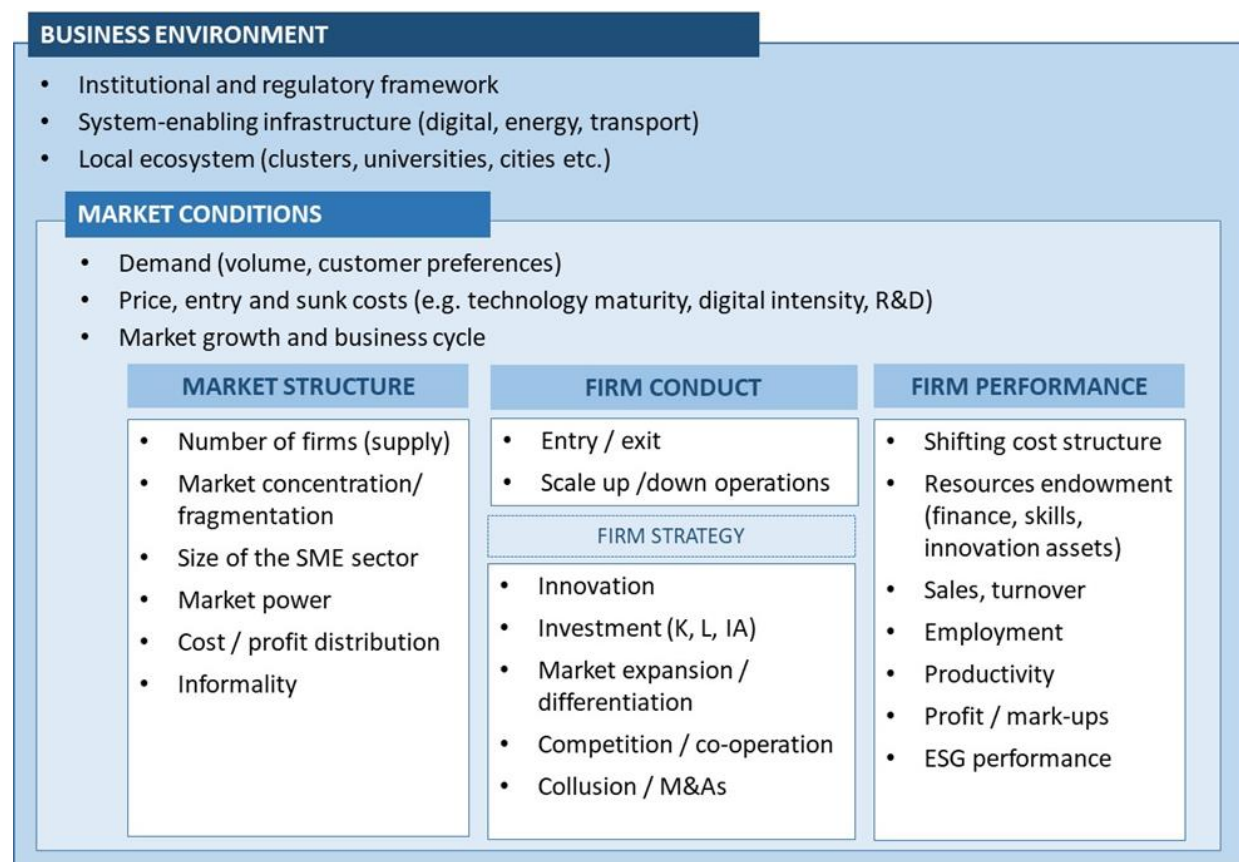 BUSINESS ENVIRONMENT
• Institutional and regulatory framework
• System-enabling infrastructure (digital, energy, transport)
• Local ecosystem (clusters, universities, cities etc.)
MARKET CONDITIONS
• Demand (volume, customer preferences)
• Price, entry and sunk costs (e.g. technology maturity, digital intensity, R&D)
• Market growth and business cycle
MARKET STRUCTURE
• Number of firms (supply)
• Market concentration/
fragmentation
• Size of the SME sector
• Market power
• Cost / profit distribution
• Informality
FIRM CONDUCT
• Entry / exit
• Scale up /down operations
FIRM STRATEGY
• Innovation
• Investment (K, L, IA)
• Market expansion /
differentiation
• Competition / co-operation
• Collusion / M&As
FIRM PERFORMANCE
• Shifting cost structure
• Resources endowment
(finance, skills,
innovation assets)
• Sales, turnover
• Employment
• Productivity
• Profit / mark-ups
• ESG performance